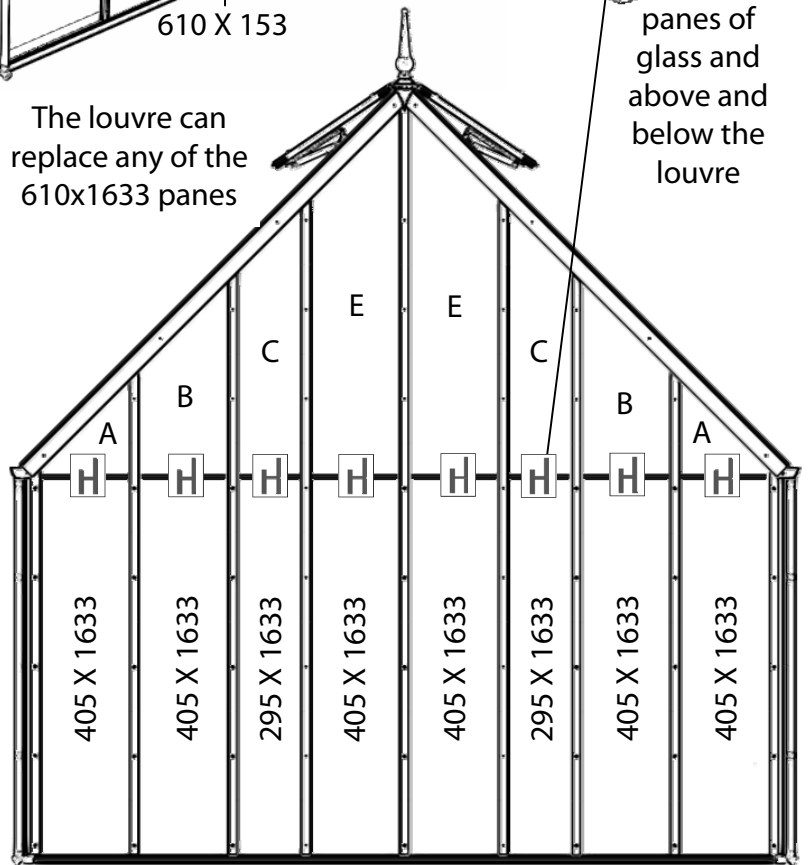 610 X 153
panes of
glass and
above and
below the
louvre
The louvre can
replace any of the
610x1633 panes
E
E
C
C
B
B
A
A
H
H
H
H
H
H
H
H
405 X 1633
405 X 1633
295 X 1633
405 X 1633
405 X 1633
295 X 1633
405 X 1633
405 X 1633